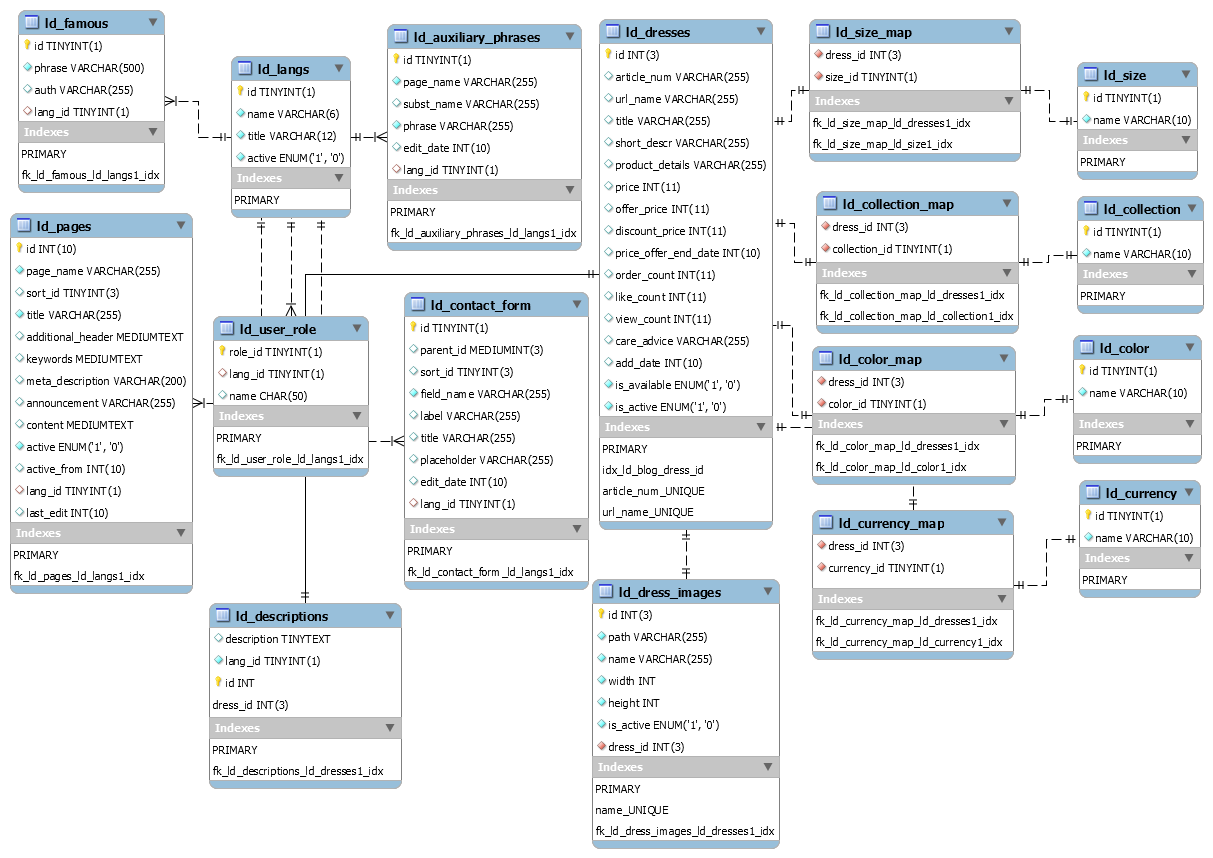 ld_famous
id TINYINT(1)
phrase VARCHAR(500)
auth VARCHAR(255)
lang_id TINYINT(1)
Indexes
PRIMARY
fk_ld_famous_ld_langs1_idx
ld_langs
id TINYINT(1)
name VARCHAR(6)
title VARCHAR(12)
active ENUM('1', '0')
Indexes
PRIMARY
ld_auxiliary_phrases
id TINYINT(1)
page_name VARCHAR(255)
subst_name VARCHAR(255)
phrase VARCHAR(255)
edit_date INT(10)
lang_id TINYINT(1)
Indexes
PRIMARY
fk_ld_auxiliary_phrases_ld_langs1_idx
ld_dresses
id INT(3)
article_num VARCHAR(255)
url_name VARCHAR(255)
title VARCHAR(255)
short_descr VARCHAR(255)
product_details VARCHAR(255)
price INT(11)
offer_price INT(11)
discount_price INT(11)
price_offer_end_date INT(10)
order_count INT(11)
like_count INT(11)
view_count INT(11)
care_advice VARCHAR(255)
add_date INT(10)
is_available ENUM('1', '0')
is_active ENUM('1', '0')
Indexes
PRIMARY
idx_ld_blog_dress_id
article_num_UNIQUE
url_name_UNIQUE
ld_size_map
dress_id INT(3)
size_id TINYINT(1)
Indexes
fk_ld_size_map_ld_dresses1_idx
fk_ld_size_map_ld_size1_idx
ld_size
id TINYINT(1)
name VARCHAR(10)
Indexes
PRIMARY
ld_pages
id INT(10)
page_name VARCHAR(255)
sort_id TINYINT(3)
title VARCHAR(255)
additional_header MEDIUMTEXT
keywords MEDIUMTEXT
meta_description VARCHAR(200)
announcement VARCHAR(255)
content MEDIUMTEXT
active ENUM('1', '0')
active_from INT(10)
lang_id TINYINT(1)
last_edit INT(10)
Indexes
PRIMARY
fk_ld_pages_ld_langs1_idx
ld_user_role
role_id TINYINT(1)
lang_id TINYINT(1)
name CHAR(50)
Indexes
PRIMARY
fk_ld_user_role_ld_langs1_idx
ld_contact_form
id TINYINT(1)
parent_id MEDIUMINT(3)
sort_id TINYINT(3)
field_name VARCHAR(255)
label VARCHAR(255)
title VARCHAR(255)
placeholder VARCHAR(255)
edit_date INT(10)
lang_id TINYINT(1)
Indexes
PRIMARY
fk_ld_contact_form _ld_langs1_idx
ld_collection_map
dress_id INT(3)
collection_id TINYINT(1)
Indexes
fk_ld_collection_map_ld_dresses1_idx
fk_ld_collection_map_ld_collection1_idx
ld_collection
id TINYINT(1)
name VARCHAR(10)
Indexes
PRIMARY
ld_color_map
dress_id INT(3)
color_id TINYINT(1)
Indexes
fk_ld_color_map_ld_dresses1_idx
fk_ld_color_map_ld_color1_idx
ld_color
id TINYINT(1)
name VARCHAR(10)
Indexes
PRIMARY
ld_currency_map
dress_id INT(3)
currency_id TINYINT(1)
Indexes
fk_ld_currency_map_ld_dresses1_idx
fk_ld_currency_map_ld_currency1_idx
ld_currency
id TINYINT(1)
name VARCHAR(10)
Indexes
PRIMARY
ld_descriptions
description TINYTEXT
lang_id TINYINT(1)
id INT
dress_id INT(3)
Indexes
PRIMARY
fk_ld_descriptions_ld_dresses1_idx
ld_dress_images
id INT(3)
path VARCHAR(255)
name VARCHAR(255)
width INT
height INT
is_active ENUM('1', '0')
dress_id INT(3)
Indexes
PRIMARY
name_UNIQUE
fk_ld_dress_images_ld_dresses1_idx